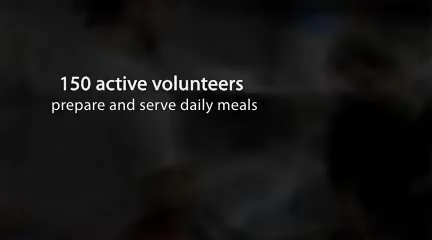 150 active volunteers
prepare and serve daily meals